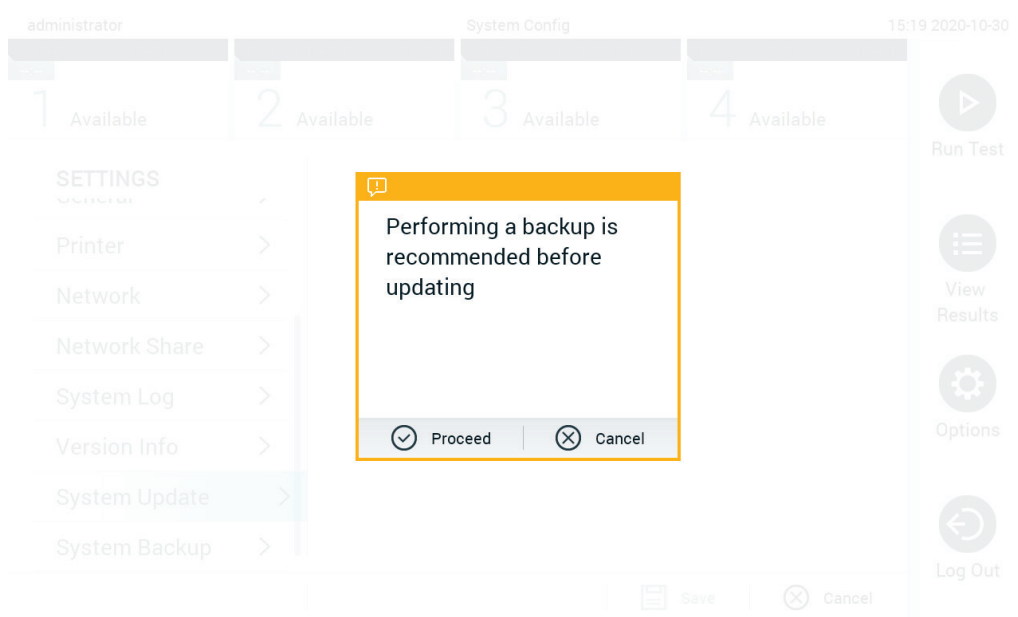 administrator
System Config
15:19 2020-10-30
1 Available
2 Available
3 Available
4 Available
Run Test
SETTINGS
General
Printer
Network
Network Share
System Log
Version Info
System Update
System Backup
Performing a backup is
recommended before
updating
Proceed
Cancel
View
Results
Options
Log Out
Save
Cancel